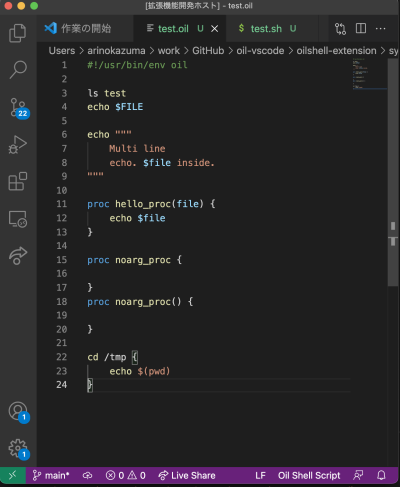 [拡張機能開発ホスト] - test.oil
作業の開始
test.oil
$ test.sh
Users > arinokazuma > work > GitHub > oil-vscode > oilshell-extension > sy
1 #!/usr/bin/env oil
2
3 ls test
4 echo $FILE
5
6 echo """
7 Multi line
8 echo. $file inside.
9 """
10
11 proc hello_proc(file) {
12 echo $file
13 }
14
15 proc noarg_proc {
16
17 }
18 proc noarg_proc() {
19
20 }
21
22 cd /tmp {
23 echo $(pwd)
24 }
22
1
1
main* 0 0 Live Share LF Oil Shell Script